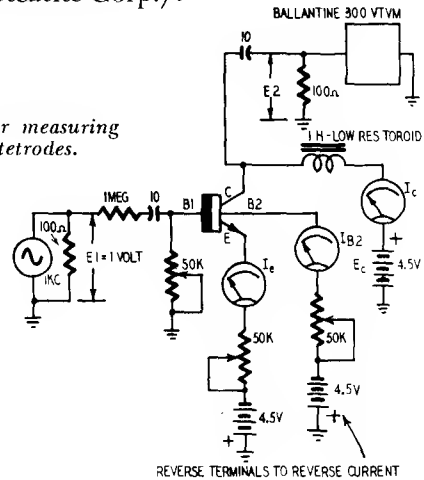 Corp.).
BALLANTINE 300 VTVM
10
E2
100Ω
r measuring
tetrodes.
1 H-LOW RES TOROID
1MEG
10
B1
C
B2
E
Ic
100Ω
E1 = 1 VOLT
1KC
50K
Ie
IB2
Ec
+
4.5V
50K
50K
4.5V
+
4.5V
+
REVERSE TERMINALS TO REVERSE CURRENT